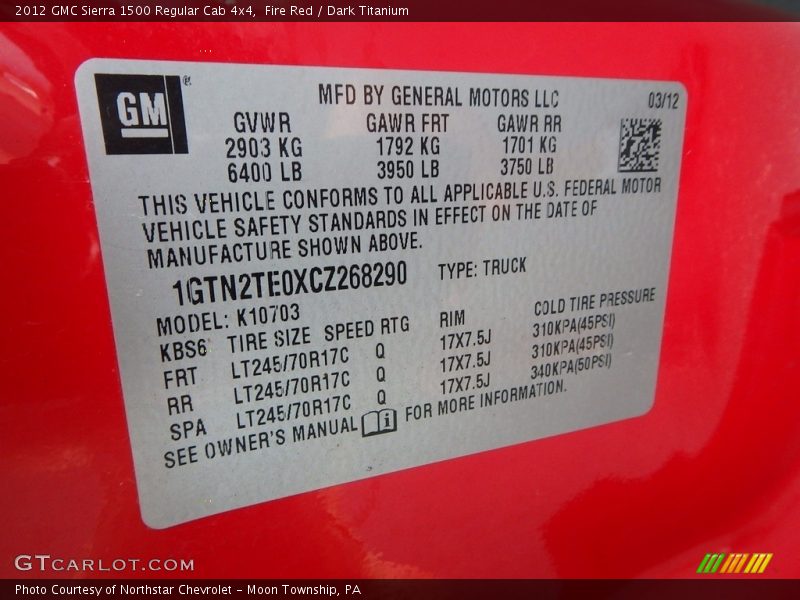 2012 GMC Sierra 1500 Regular Cab 4x4,  Fire Red / Dark Titanium
GM®
MFD BY GENERAL MOTORS LLC 03/12
GVWR GAWR FRT GAWR RR
2903 KG 1792 KG 1701 KG
6400 LB 3950 LB 3750 LB
THIS VEHICLE CONFORMS TO ALL APPLICABLE U.S. FEDERAL MOTOR
VEHICLE SAFETY STANDARDS IN EFFECT ON THE DATE OF
MANUFACTURE SHOWN ABOVE.
1GTN2TE0XCZ268290 TYPE: TRUCK
MODEL: K10703
KBS6 TIRE SIZE SPEED RTG RIM COLD TIRE PRESSURE
FRT LT245/70R17C Q 17X7.5J 310KPA(45PSI)
RR LT245/70R17C Q 17X7.5J 310KPA(45PSI)
SPA LT245/70R17C Q 17X7.5J 340KPA(50PSI)
SEE OWNER'S MANUAL i FOR MORE INFORMATION.
GTCARLOT.COM
Photo Courtesy of Northstar Chevrolet - Moon Township, PA